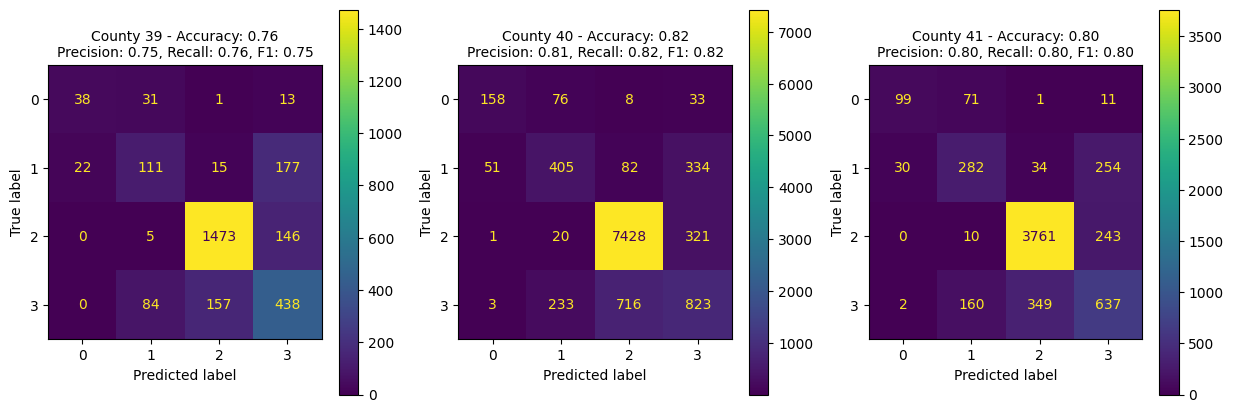 County 39 - Accuracy: 0.76
Precision: 0.75, Recall: 0.76, F1: 0.75
True label
0 38 31 1 13
1 22 111 15 177
2 0 5 1473 146
3 0 84 157 438
0 1 2 3
Predicted label
1400
1200
1000
800
600
400
200
0
County 40 - Accuracy: 0.82
Precision: 0.81, Recall: 0.82, F1: 0.82
True label
0 158 76 8 33
1 51 405 82 334
2 1 20 7428 321
3 3 233 716 823
0 1 2 3
Predicted label
7000
6000
5000
4000
3000
2000
1000
County 41 - Accuracy: 0.80
Precision: 0.80, Recall: 0.80, F1: 0.80
True label
0 99 71 1 11
1 30 282 34 254
2 0 10 3761 243
3 2 160 349 637
0 1 2 3
Predicted label
3500
3000
2500
2000
1500
1000
500
0